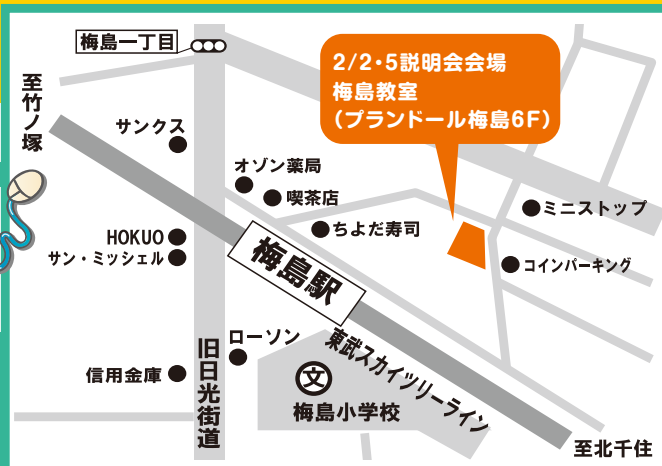 梅島一丁目
2/2・5説明会会場
梅島教室
（プランドール梅島6F）
至竹ノ塚
サンクス
オゾン薬局
喫茶店
ちよだ寿司
ミニストップ
コインパーキング
HOKUO
サン・ミッシェル
梅島駅
ローソン
信用金庫
旧日光街道
文
梅島小学校
東武スカイツリーライン
至北千住